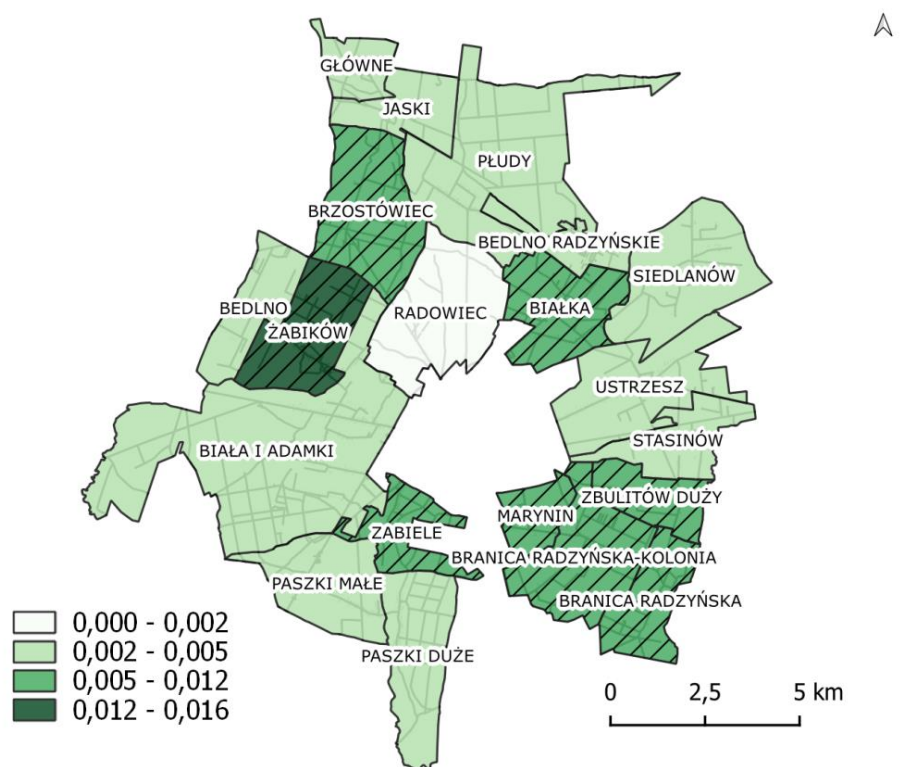 GŁÓWNE
JASKI
PŁUDY
BRZOSTÓWIEC
BEDLNO RADZYŃSKIE
SIEDLANÓW
BEDLNO
RADOWIEC
BIAŁKA
ŻABIKÓW
USTRZESZ
STASINÓW
BIAŁA I ADAMKI
ZBULITÓW DUŻY
MARYNIN
ZABIELE
BRANICA RADZYŃSKA-KOLONIA
PASZKI MAŁE
BRANICA RADZYŃSKA
PASZKI DUŻE
0,000 - 0,002
0,002 - 0,005
0,005 - 0,012
0,012 - 0,016
0 2,5 5 km